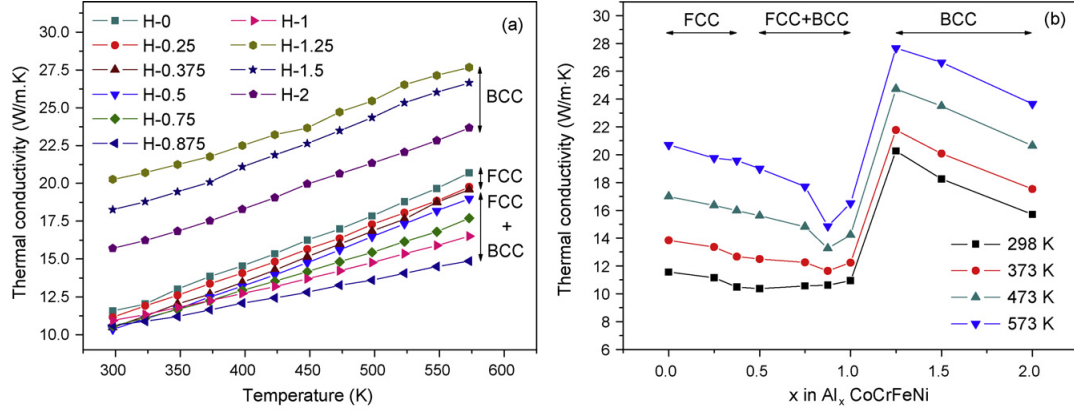 (a)
H-0
H-0.25
H-0.375
H-0.5
H-0.75
H-0.875
H-1
H-1.25
H-1.5
H-2
BCC
FCC
FCC
+
BCC
Thermal conductivity (W/m.K)
30.0
27.5
25.0
22.5
20.0
17.5
15.0
12.5
10.0
300 350 400 450 500 550 600
Temperature (K)
(b)
FCC FCC+BCC BCC
Thermal conductivity (W/m·K)
30
28
26
24
22
20
18
16
14
12
10
8
6
298 K
373 K
473 K
573 K
0.0 0.5 1.0 1.5 2.0
x in Alx CoCrFeNi